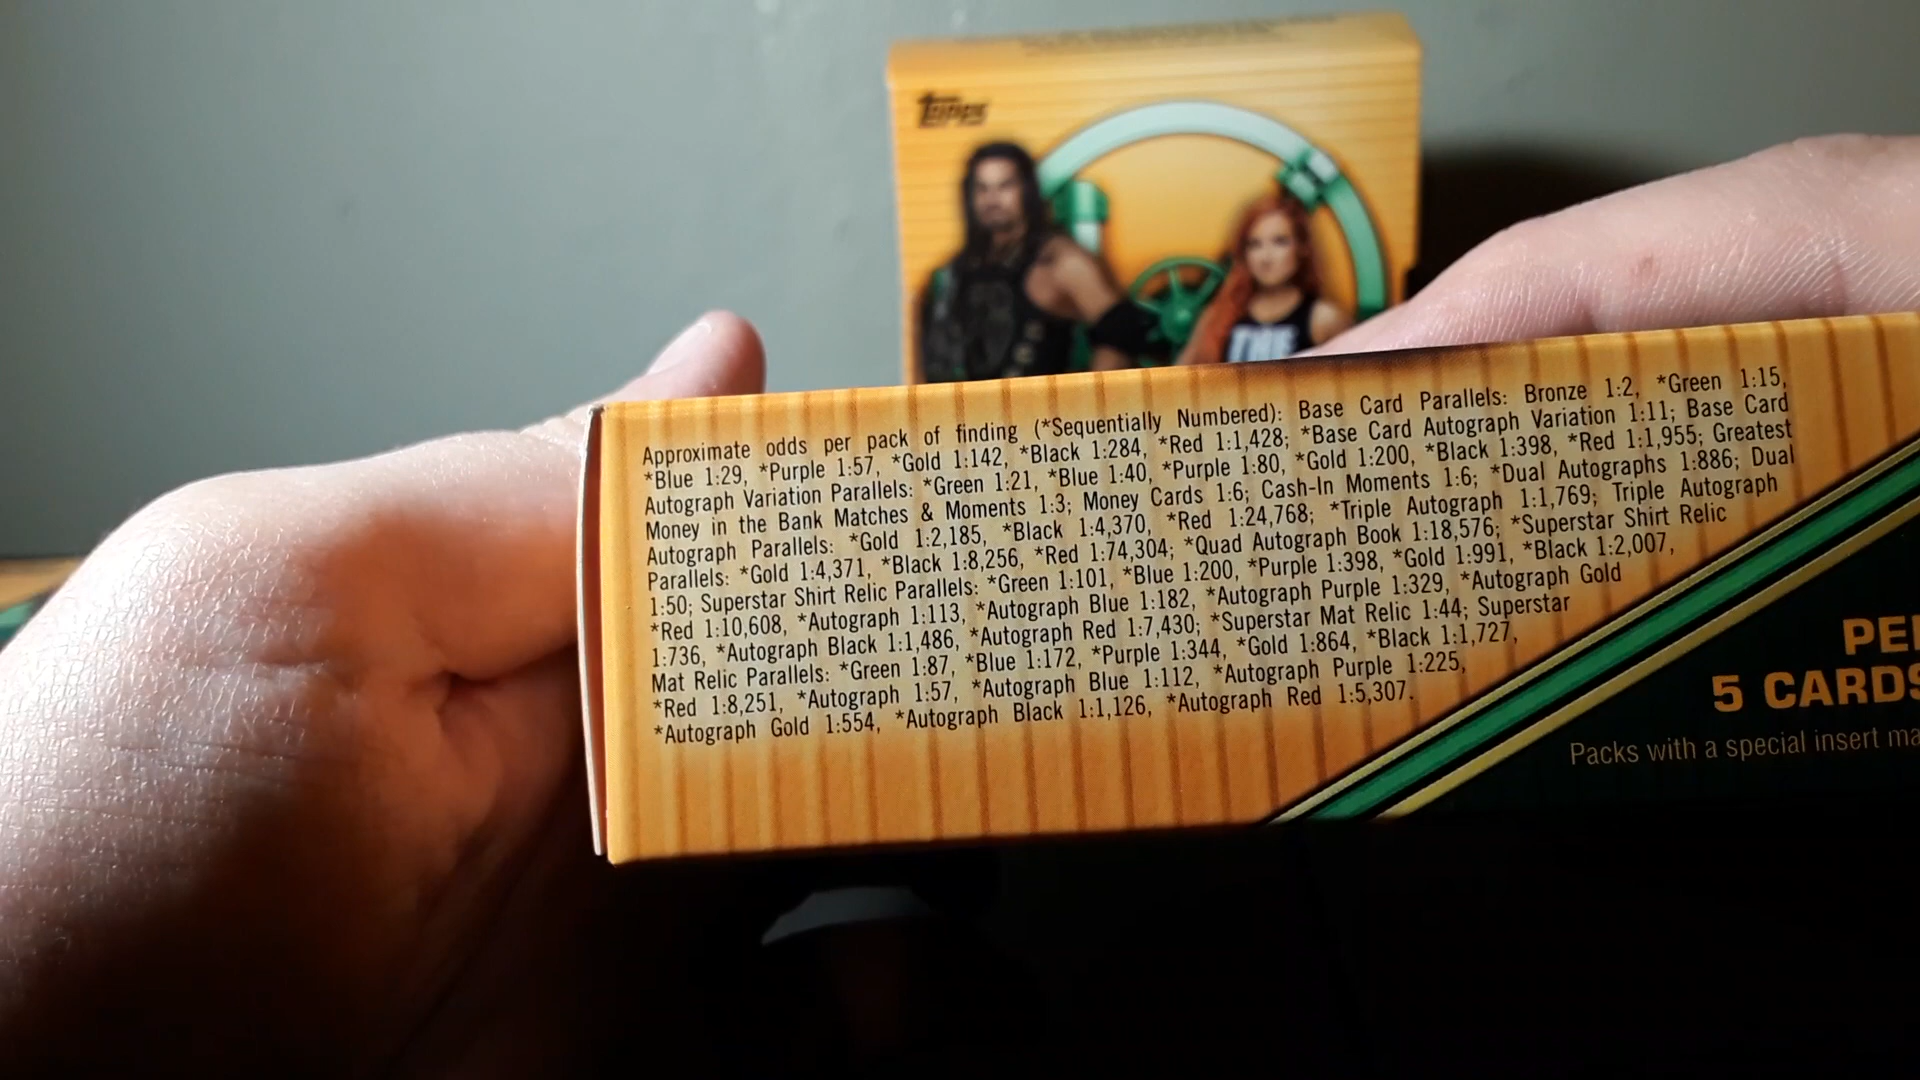 Topps
THE
Approximate odds per pack of finding (*Sequentially Numbered): Base Card Parallels: Bronze 1:2, *Green 1:15,
*Blue 1:29, *Purple 1:57, *Gold 1:142, *Black 1:284, *Red 1:1,428; *Base Card Autograph Variation 1:11; Base Card
Autograph Variation Parallels: *Green 1:21, *Blue 1:40, *Purple 1:80, *Gold 1:200, *Black 1:398, *Red 1:1,955; Greatest
Money in the Bank Matches & Moments 1:3; Money Cards 1:6; Cash-In Moments 1:6; *Dual Autographs 1:886; Dual
Autograph Parallels: *Gold 1:2,185, *Black 1:4,370, *Red 1:24,768; *Triple Autograph 1:1,769; Triple Autograph
Parallels: *Gold 1:4,371, *Black 1:8,256, *Red 1:74,304; *Quad Autograph Book 1:18,576; *Superstar Shirt Relic
1:50; Superstar Shirt Relic Parallels: *Green 1:101, *Blue 1:200, *Purple 1:398, *Gold 1:991, *Black 1:2,007,
*Red 1:10,608, *Autograph 1:113, *Autograph Blue 1:182, *Autograph Purple 1:329, *Autograph Gold
1:736, *Autograph Black 1:1,486, *Autograph Red 1:7,430; *Superstar Mat Relic 1:44; Superstar
Mat Relic Parallels: *Green 1:87, *Blue 1:172, *Purple 1:344, *Gold 1:864, *Black 1:1,727,
*Red 1:8,251, *Autograph 1:57, *Autograph Blue 1:112, *Autograph Purple 1:225,
*Autograph Gold 1:554, *Autograph Black 1:1,126, *Autograph Red 1:5,307.
5 CARDS
Packs with a special insert